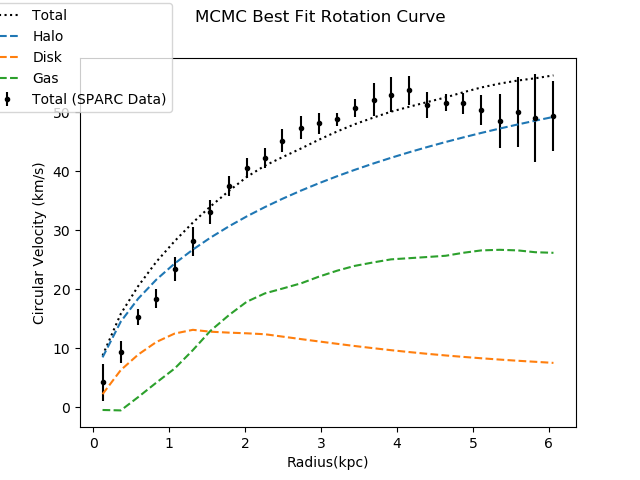 MCMC Best Fit Rotation Curve
Total
Halo
Disk
Gas
Total (SPARC Data)
Circular Velocity (km/s)
50
40
30
20
10
0
0 1 2 3 4 5 6
Radius(kpc)